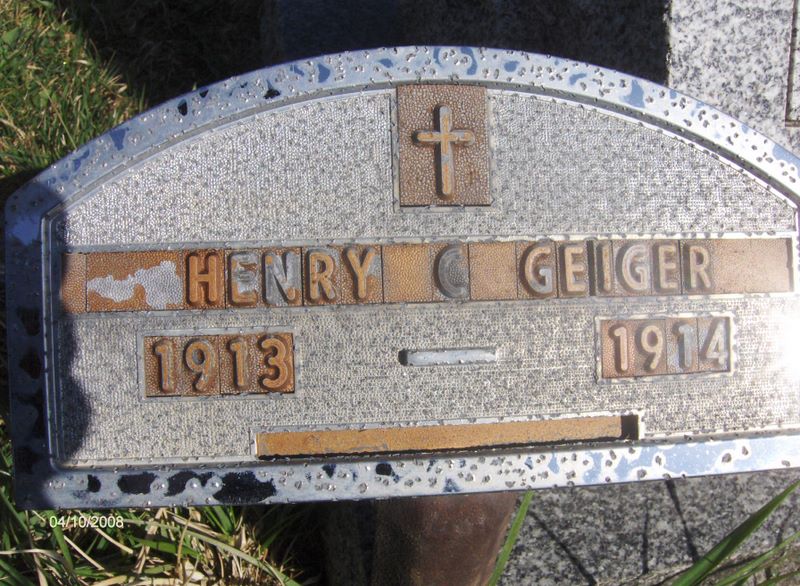 HENRY C GEIGER
1913 — 1914
04/10/2008